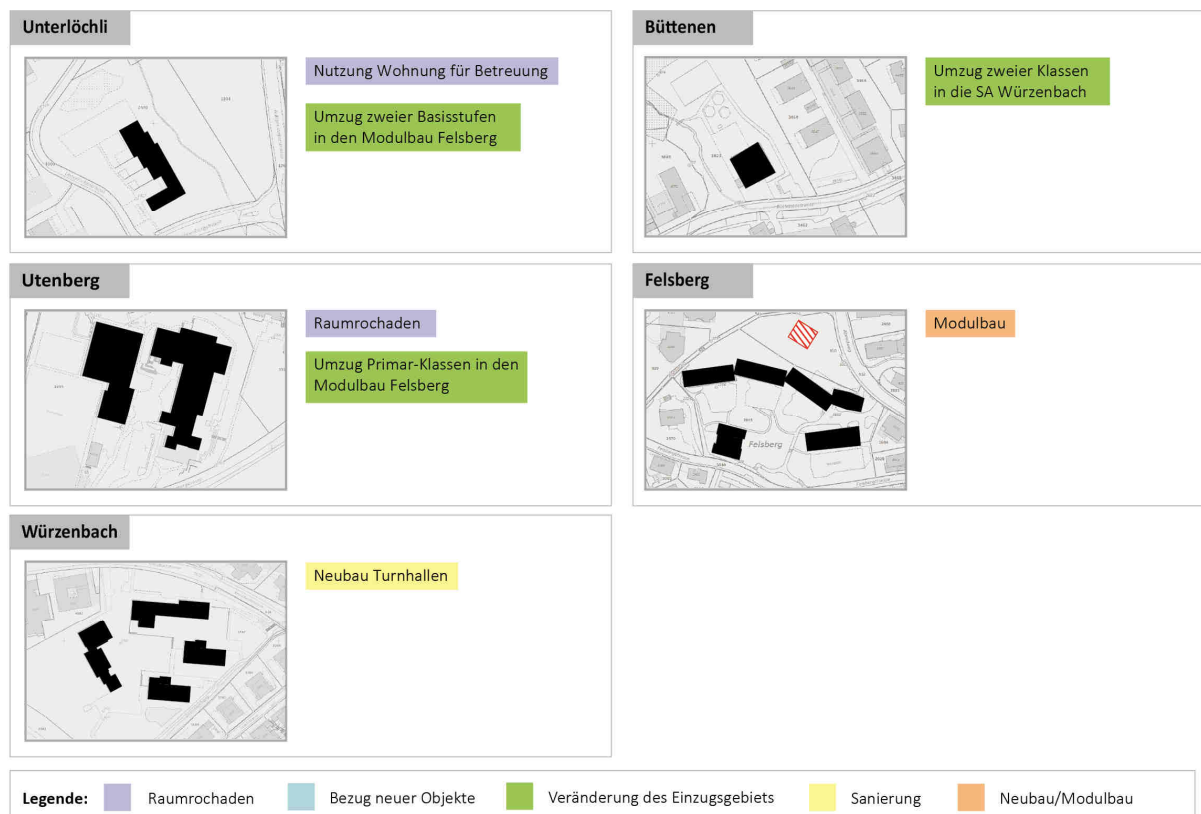 Unterlöchli
Nutzung Wohnung für Betreuung
Umzug zweier Basisstufen
in den Modulbau Felsberg
Büttenen
Umzug zweier Klassen
in die SA Würzenbach
Utenberg
Raumrochaden
Umzug Primar-Klassen in den
Modulbau Felsberg
Felsberg
Felsberg
Modulbau
Würzenbach
Neubau Turnhallen
Legende: Raumrochaden Bezug neuer Objekte Veränderung des Einzugsgebiets Sanierung Neubau/Modulbau